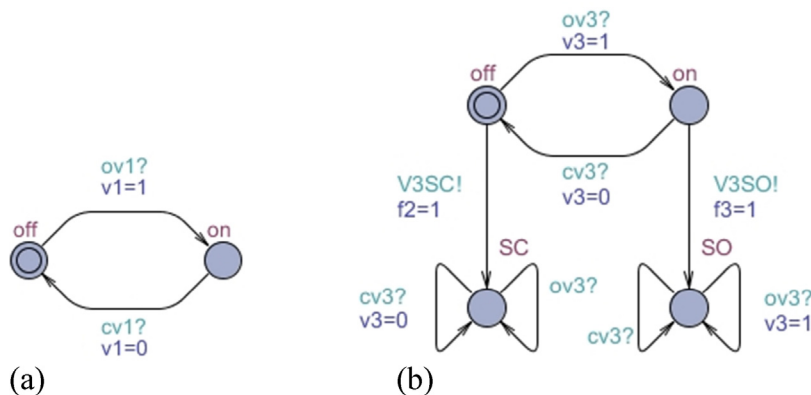 ov3?
v3=1
off
on
ov1?
v1=1
V3SC!
f2=1
cv3?
v3=0
V3SO!
f3=1
off
on
SC
SO
cv3?
v3=0
ov3?
cv3?
ov3?
v3=1
cv1?
v1=0
(a)
(b)